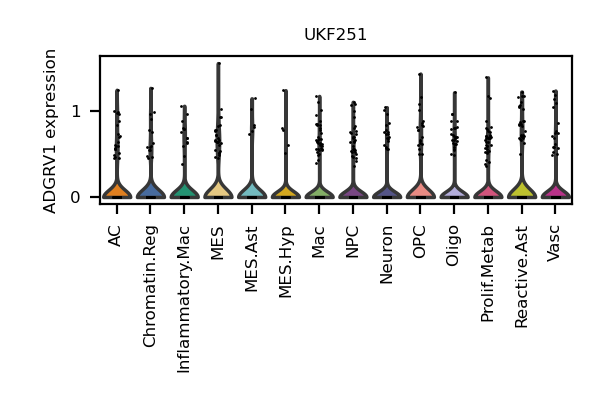 UKF251
ADGRV1 expression
1
0
AC
Chromatin.Reg
Inflammatory.Mac
MES
MES.Ast
MES.Hyp
Mac
NPC
Neuron
OPC
Oligo
Prolif.Metab
Reactive.Ast
Vasc